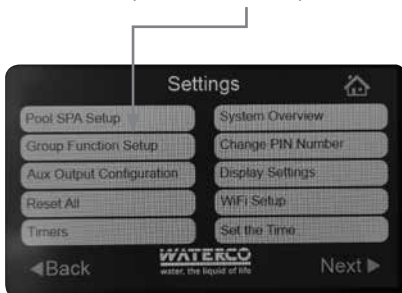 Settings
Pool SPA Setup
Group Function Setup
Aux Output Configuration
Reset All
Timers
System Overview
Change PIN Number
Display Settings
WiFi Setup
Set the Time
Back
WATERCO
water, the liquid of life
Next